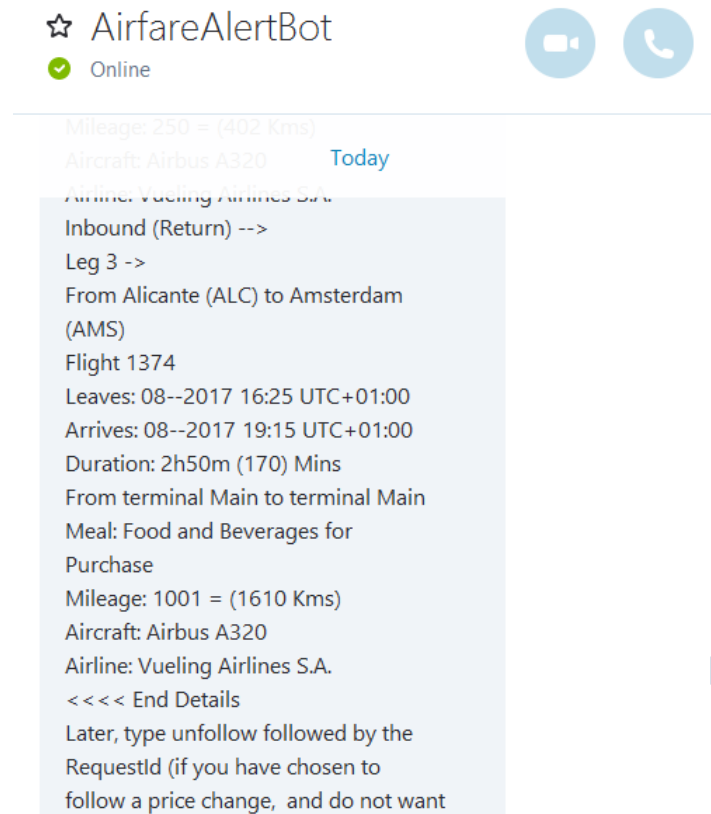 AirfareAlertBot
Online
Mileage: 250 = (402 Kms)
Today
Aircraft: Airbus A320
Airline: Vueling Airlines S.A.
Inbound (Return) -->
Leg 3 ->
From Alicante (ALC) to Amsterdam
(AMS)
Flight 1374
Leaves: 08--2017 16:25 UTC+01:00
Arrives: 08--2017 19:15 UTC+01:00
Duration: 2h50m (170) Mins
From terminal Main to terminal Main
Meal: Food and Beverages for
Purchase
Mileage: 1001 = (1610 Kms)
Aircraft: Airbus A320
Airline: Vueling Airlines S.A.
<<<< End Details
Later, type unfollow followed by the
RequestId (if you have chosen to
follow a price change,  and do not want